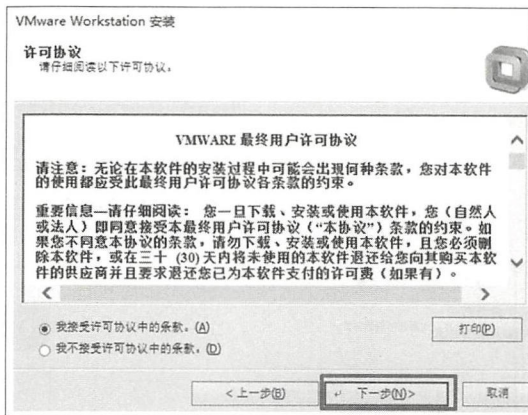 VMware Workstation 安装
许可协议
请仔细阅读以下许可协议。
VMWARE 最终用户许可协议
请注意：无论在本软件的安装过程中可能会出现何种条款，您对本软件
的使用都应受此最终用户许可协议各条款的约束。
重要信息—请仔细阅读： 您一旦下载、安装或使用本软件，您（自然人
或法人）即同意接受本最终用户许可协议（“本协议”）条款的约束。如
果您不同意本协议的条款，请勿下载、安装或使用本软件，且您必须删
除本软件，或在三十 (30)天内将未使用的本软件退还给您向其购买本软
件的供应商并且要求退还您已为本软件支付的许可费（如果有）。
我接受许可协议中的条款。(A)
打印(P)
我不接受许可协议中的条款。(D)
<上一步(B)
下一步(N)>
取消